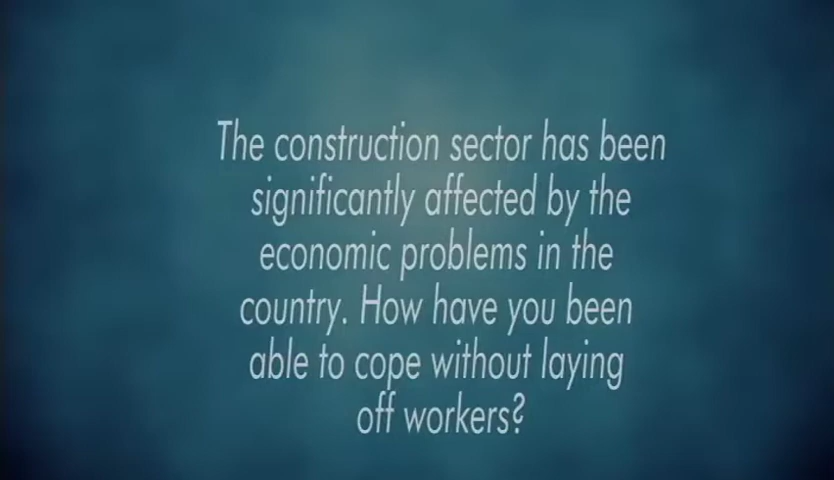 The construction sector has been
significantly affected by the
economic problems in the
country. How have you been
able to cope without laying
off workers?